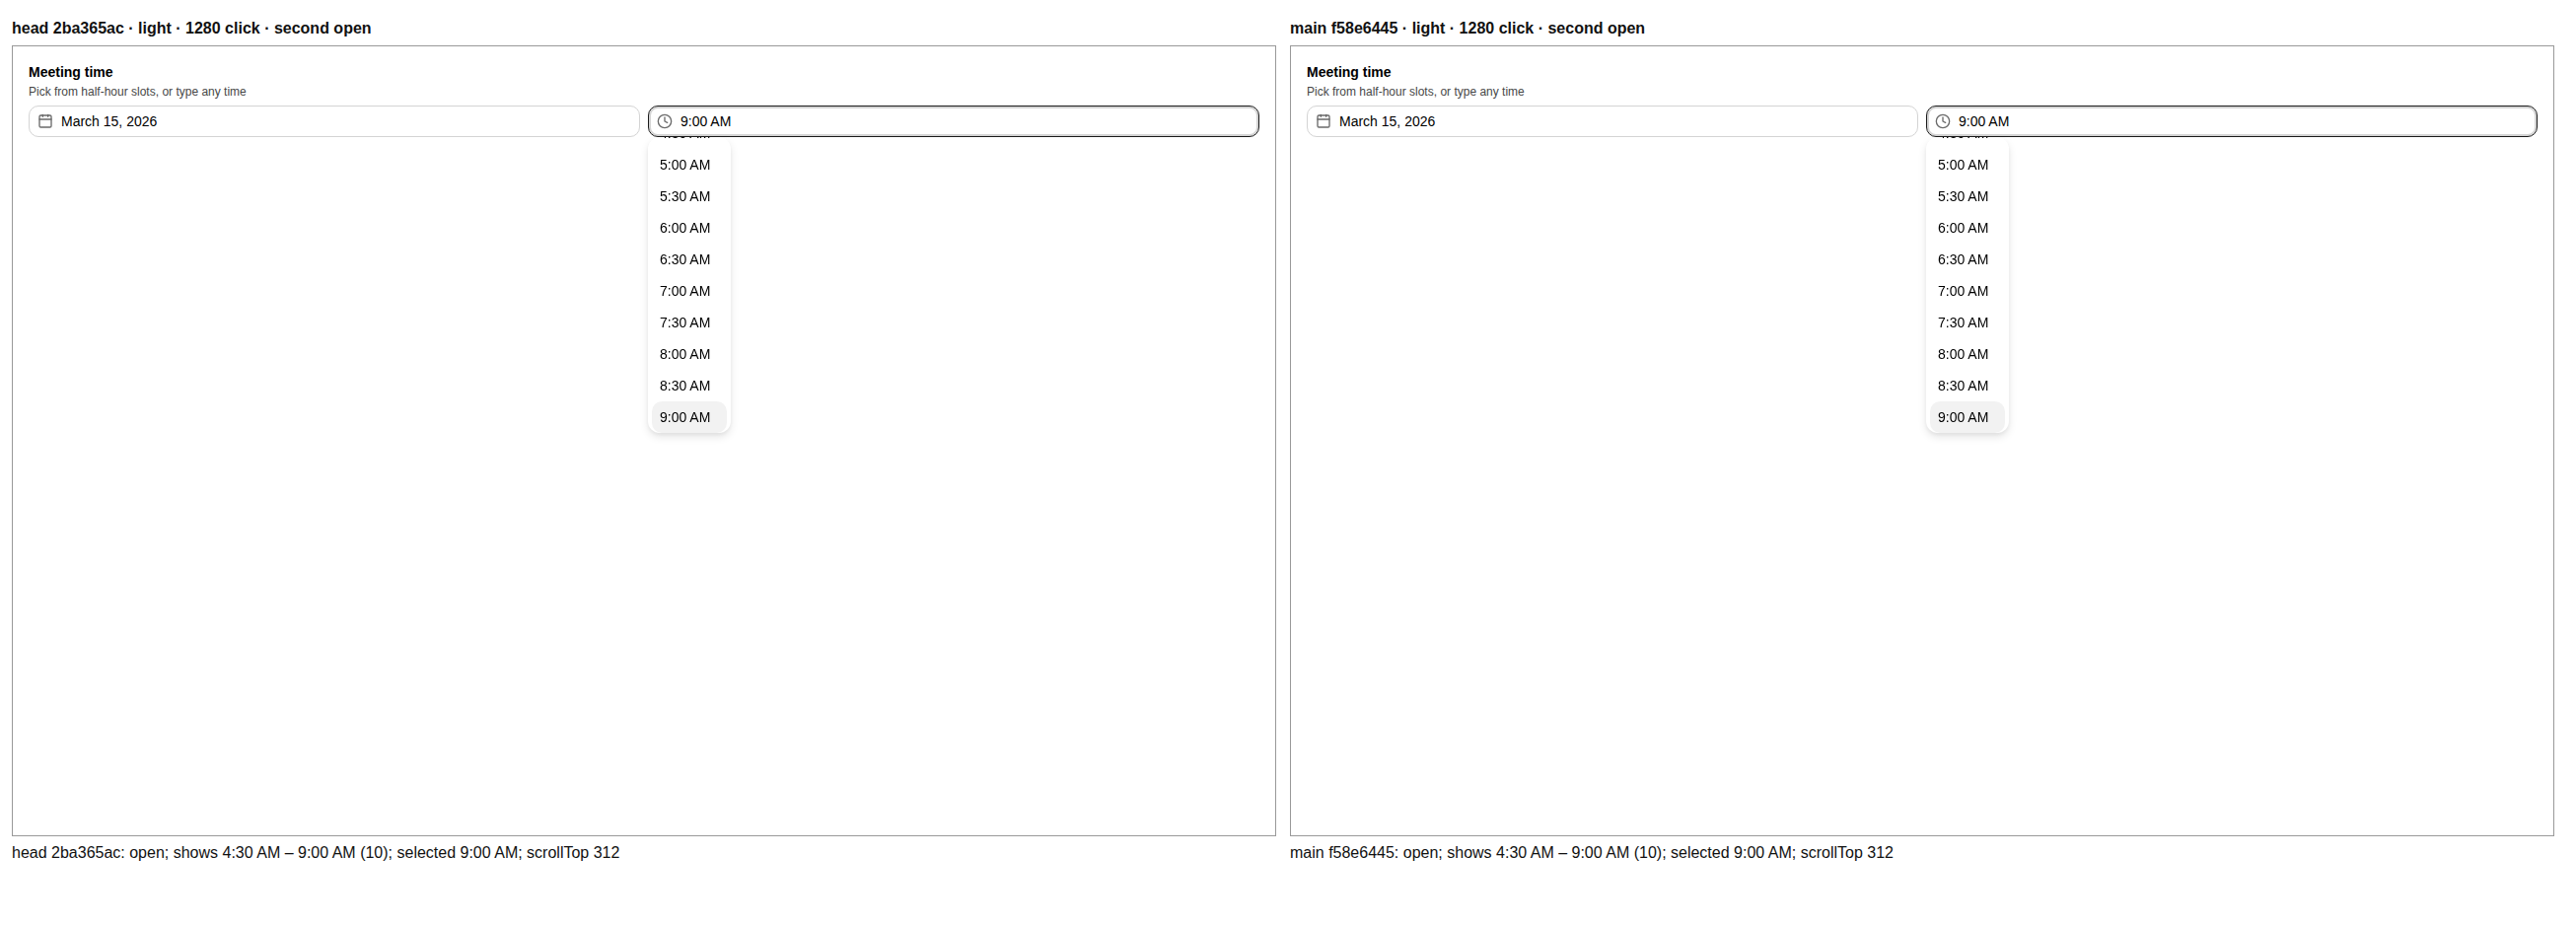 head 2ba365ac · light · 1280 click · second open
Meeting time
Pick from half-hour slots, or type any time
March 15, 2026
9:00 AM
5:00 AM
5:30 AM
6:00 AM
6:30 AM
7:00 AM
7:30 AM
8:00 AM
8:30 AM
9:00 AM
head 2ba365ac: open; shows 4:30 AM – 9:00 AM (10); selected 9:00 AM; scrollTop 312
main f58e6445 · light · 1280 click · second open
Meeting time
Pick from half-hour slots, or type any time
March 15, 2026
9:00 AM
5:00 AM
5:30 AM
6:00 AM
6:30 AM
7:00 AM
7:30 AM
8:00 AM
8:30 AM
9:00 AM
main f58e6445: open; shows 4:30 AM – 9:00 AM (10); selected 9:00 AM; scrollTop 312